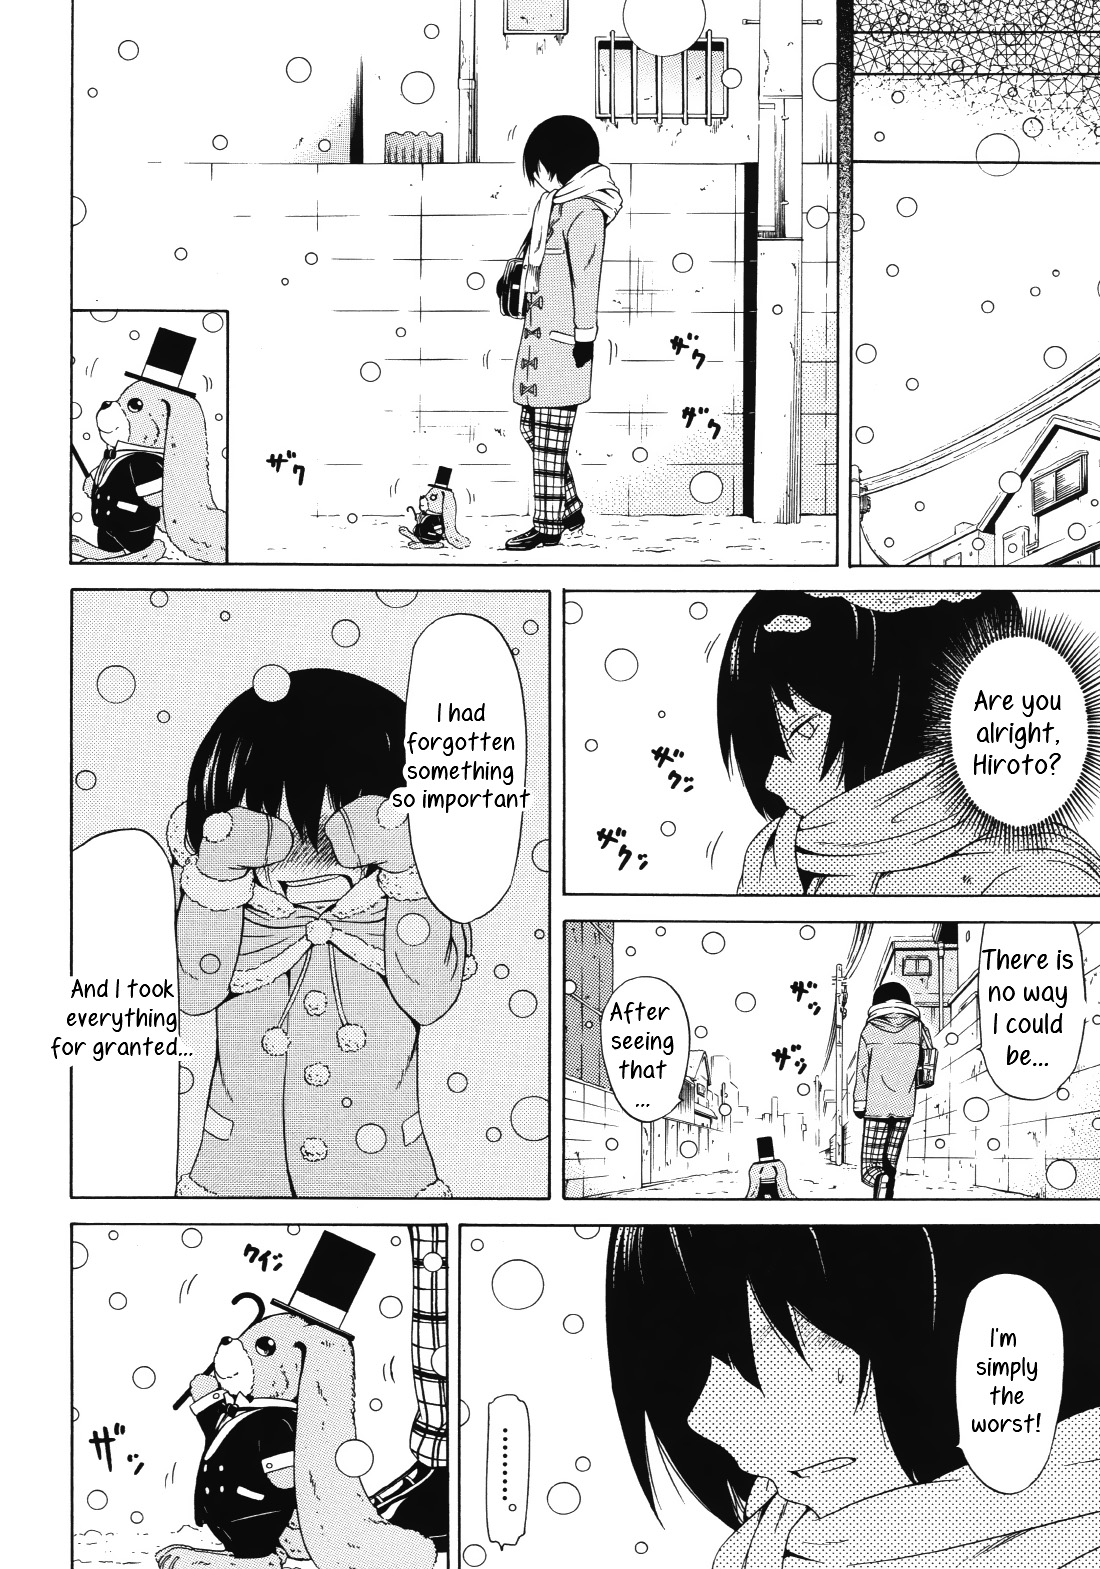 ザク
ザク
ザク
Are you
alright,
Hiroto?
ザクッ
ザクッ
I had
forgotten
something
so important
And I took
everything
for granted...
There is
no way
I could
be...
After
seeing
that
...
ザクッ
ザッ
I'm
simply
the
worst!
.........
クイッ
ザッ